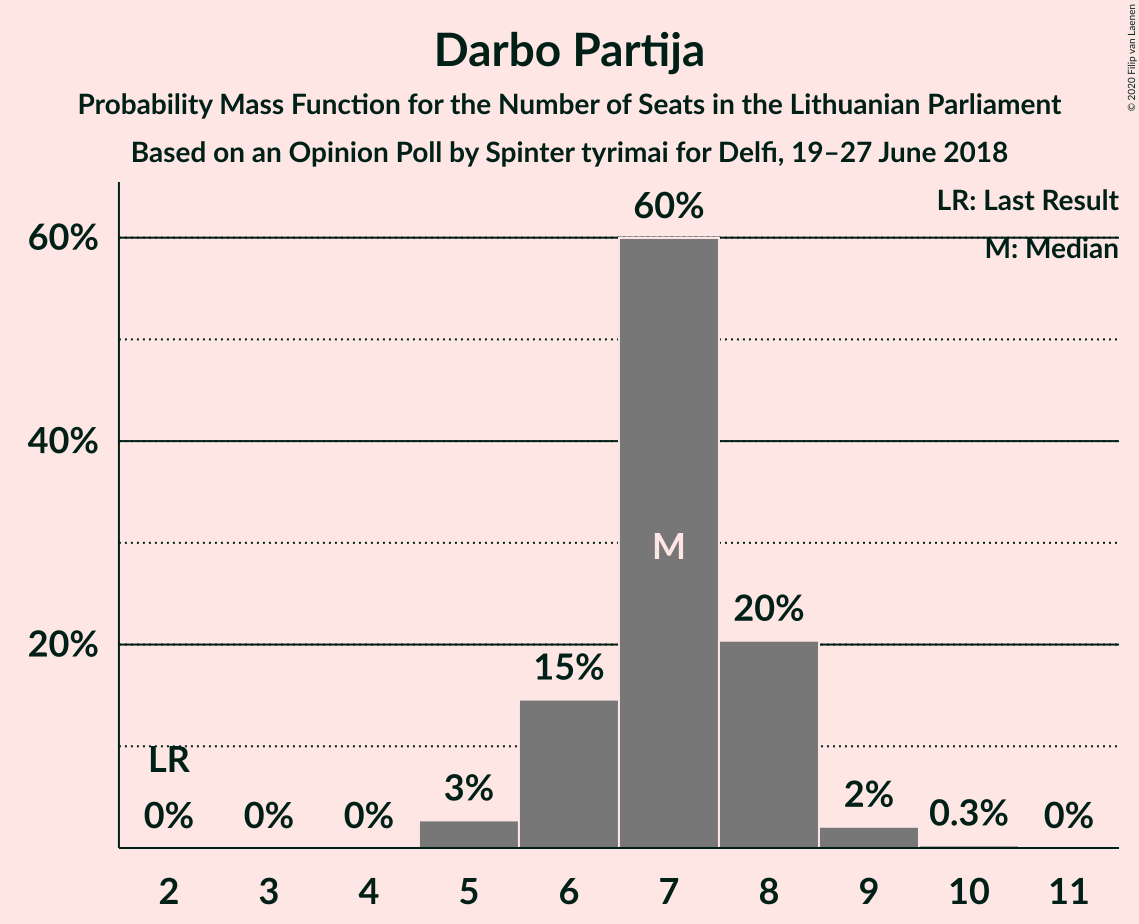 Darbo Partija
Probability Mass Function for the Number of Seats in the Lithuanian Parliament
Based on an Opinion Poll by Spinter tyrimai for Delfi, 19–27 June 2018
© 2020 Filip van Laenen
LR: Last Result
M: Median
60%
40%
20%
LR
0%
0%
0%
3%
15%
60%
M
20%
2%
0.3%
0%
2
3
4
5
6
7
8
9
10
11